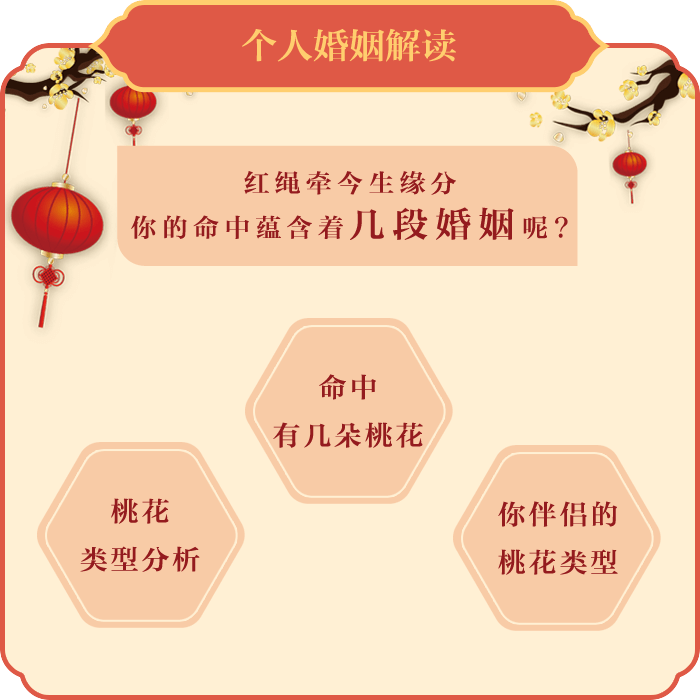 个人婚姻解读
红绳牵今生缘分
你的命中蕴含着几段婚姻呢?
命中
有几朵桃花
桃花
类型分析
你伴侣的
桃花类型